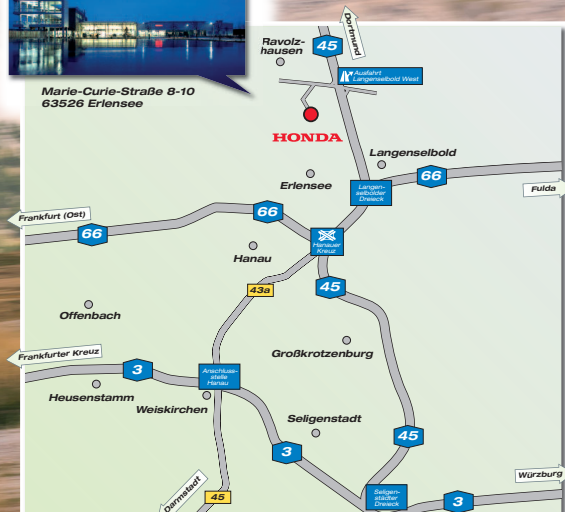 Dortmund
Ravolz-
hausen
45
Ausfahrt
Langenselbold West
Marie-Curie-Straße 8-10
63526 Erlensee
HONDA
Langenselbold
66
Erlensee
Langen-
selbolder
Dreieck
Fulda
Frankfurt (Ost)
66
66
Hanauer
Kreuz
Hanau
43a
45
Offenbach
Großkrotzenburg
Frankfurter Kreuz
3
Anschluss-
stelle
Hanau
Heusenstamm
Weiskirchen
Seligenstadt
45
3
Würzburg
Darmstadt
45
Seligen-
städter
Dreieck
3